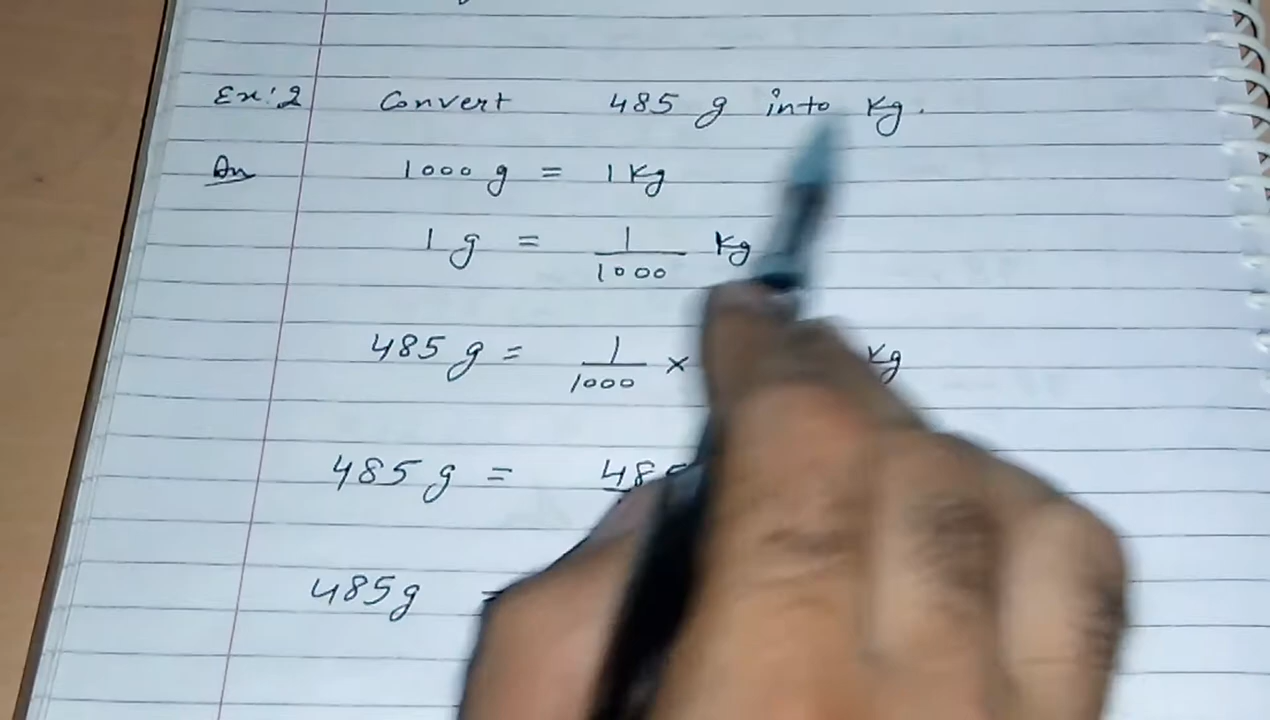 Ex:2 Convert 485 g into Kg.
An 1000 g = 1 Kg
1 g = 1/1000 Kg
485 g = 1/1000 × Kg
485 g =
485g =